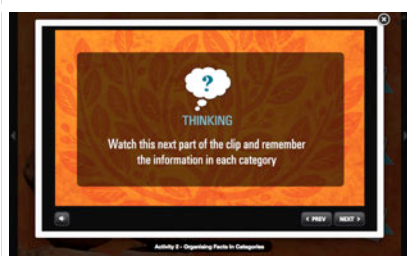 ?
THINKING
Watch this next part of the clip and remember
the information in each category
< PREV NEXT >
Activity 2 - Organising Facts in Categories